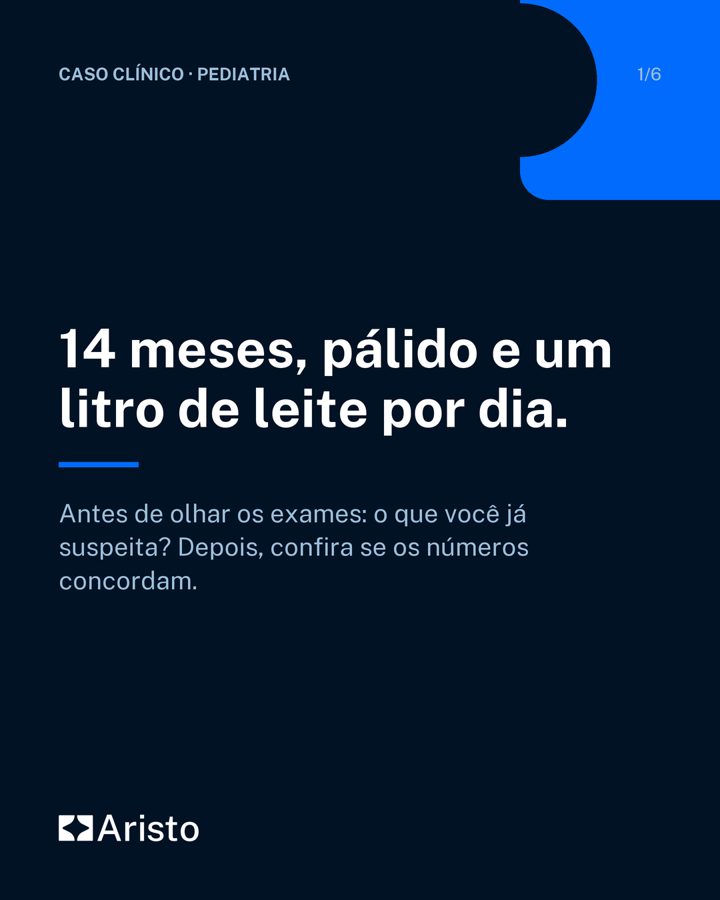 CASO CLÍNICO · PEDIATRIA
1/6
14 meses, pálido e um
litro de leite por dia.
Antes de olhar os exames: o que você já
suspeita? Depois, confira se os números
concordam.
Aristo